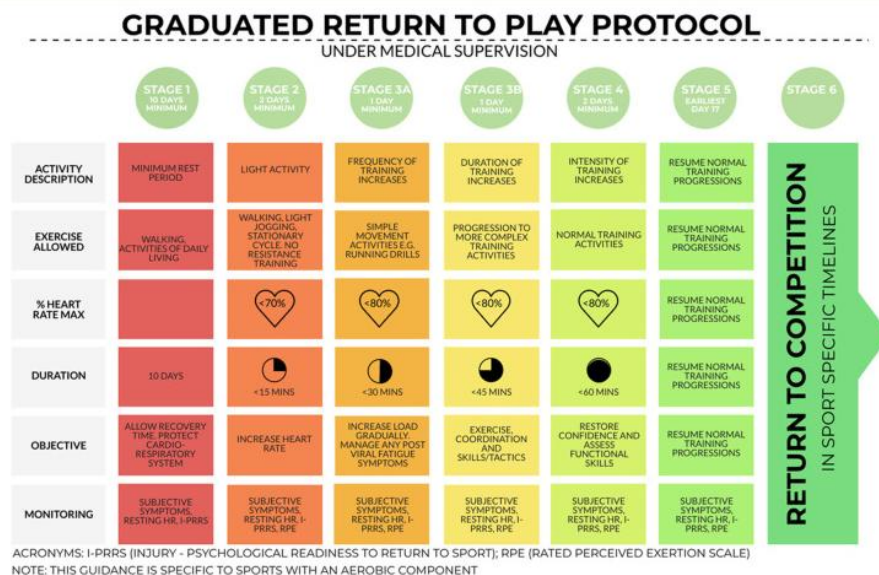 GRADUATED RETURN TO PLAY PROTOCOL
UNDER MEDICAL SUPERVISION
STAGE 1
10 DAYS
MINIMUM
STAGE 2
2 DAYS
MINIMUM
STAGE 3A
1 DAY
MINIMUM
STAGE 3B
1 DAY
MINIMUM
STAGE 4
2 DAYS
MINIMUM
STAGE 5
EARLIEST
DAY 17
STAGE 6
ACTIVITY
DESCRIPTION
MINIMUM REST
PERIOD
LIGHT ACTIVITY
FREQUENCY OF
TRAINING
INCREASES
DURATION OF
TRAINING
INCREASES
INTENSITY OF
TRAINING
INCREASES
RESUME NORMAL
TRAINING
PROGRESSIONS
EXERCISE
ALLOWED
WALKING,
ACTIVITIES OF DAILY
LIVING
WALKING, LIGHT
JOGGING,
STATIONARY
CYCLE. NO
RESISTANCE
TRAINING
SIMPLE
MOVEMENT
ACTIVITIES E.G.
RUNNING DRILLS
PROGRESSION TO
MORE COMPLEX
TRAINING
ACTIVITIES
NORMAL TRAINING
ACTIVITIES
RESUME NORMAL
TRAINING
PROGRESSIONS
% HEART
RATE MAX
<70%
<80%
<80%
<80%
RESUME NORMAL
TRAINING
PROGRESSIONS
DURATION
10 DAYS
<15 MINS
<30 MINS
<45 MINS
<60 MINS
RESUME NORMAL
TRAINING
PROGRESSIONS
OBJECTIVE
ALLOW RECOVERY
TIME, PROTECT
CARDIO-
RESPIRATORY
SYSTEM
INCREASE HEART
RATE
INCREASE LOAD
GRADUALLY.
MANAGE ANY POST
VIRAL FATIGUE
SYMPTOMS
EXERCISE,
COORDINATION
AND
SKILLS/TACTICS
RESTORE
CONFIDENCE AND
ASSESS
FUNCTIONAL
SKILLS
RESUME NORMAL
TRAINING
PROGRESSIONS
MONITORING
SUBJECTIVE
SYMPTOMS,
RESTING HR, I-PRRS
SUBJECTIVE
SYMPTOMS,
RESTING HR, I-
PRRS, RPE
SUBJECTIVE
SYMPTOMS,
RESTING HR, I-
PRRS, RPE
SUBJECTIVE
SYMPTOMS,
RESTING HR, I-
PRRS, RPE
SUBJECTIVE
SYMPTOMS,
RESTING HR, I-
PRRS, RPE
SUBJECTIVE
SYMPTOMS,
RESTING HR, I-
PRRS, RPE
RETURN TO COMPETITION
IN SPORT SPECIFIC TIMELINES
ACRONYMS: I-PRRS (INJURY - PSYCHOLOGICAL READINESS TO RETURN TO SPORT); RPE (RATED PERCEIVED EXERTION SCALE)
NOTE: THIS GUIDANCE IS SPECIFIC TO SPORTS WITH AN AEROBIC COMPONENT